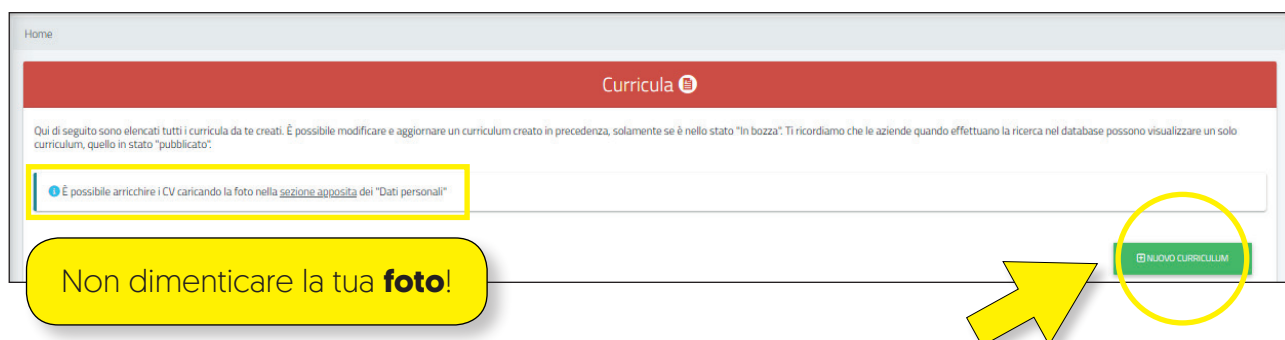 Home
Curricula
Qui di seguito sono elencati tutti i curricula da te creati. È possibile modificare e aggiornare un curriculum creato in precedenza, solamente se è nello stato "In bozza". Ti ricordiamo che le aziende quando effettuano la ricerca nel database possono visualizzare un solo
curriculum, quello in stato "pubblicato".
È possibile arricchire i CV caricando la foto nella sezione apposita dei "Dati personali"
NUOVO CURRICULUM
Non dimenticare la tua foto!